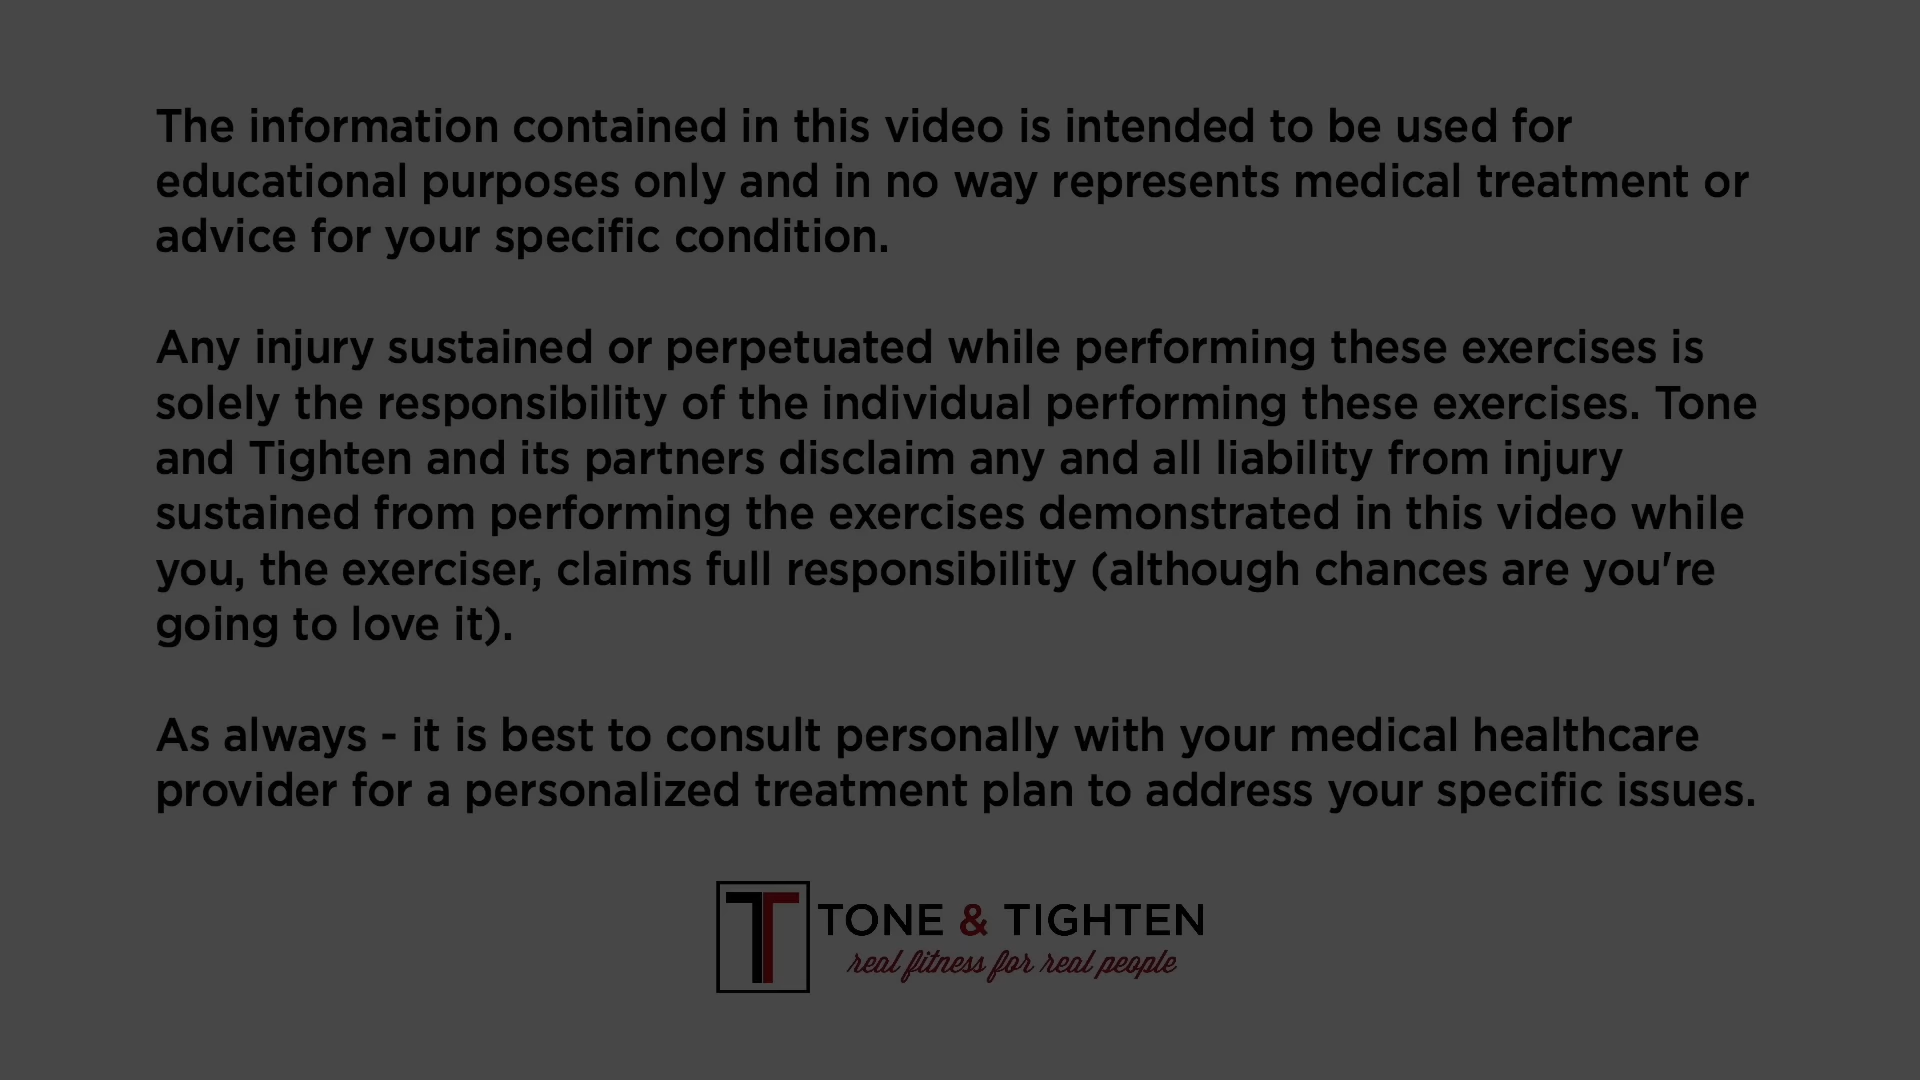 The information contained in this video is intended to be used for
educational purposes only and in no way represents medical treatment or
advice for your specific condition.
Any injury sustained or perpetuated while performing these exercises is
solely the responsibility of the individual performing these exercises. Tone
and Tighten and its partners disclaim any and all liability from injury
sustained from performing the exercises demonstrated in this video while
you, the exerciser, claims full responsibility (although chances are you're
going to love it).
As always - it is best to consult personally with your medical healthcare
provider for a personalized treatment plan to address your specific issues.
TT
TONE & TIGHTEN
real fitness for real people